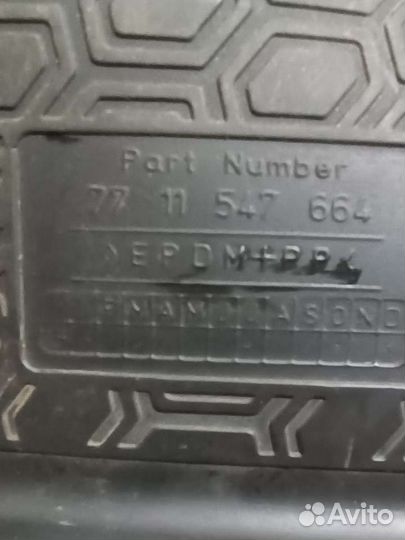 Part Number
77 11 547 664
>EPDM+PP<
J F M A M J J A S O N D
Avito